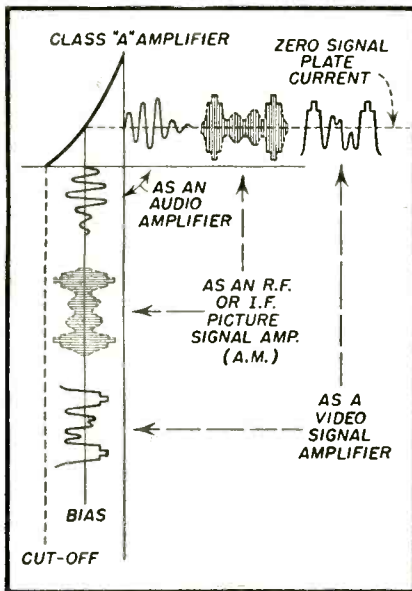 CLASS "A" AMPLIFIER
ZERO SIGNAL
PLATE
CURRENT
AS AN
AUDIO
AMPLIFIER
AS AN R.F.
OR I.F.
PICTURE
SIGNAL AMP.
(A.M.)
AS A
VIDEO
SIGNAL
AMPLIFIER
BIAS
CUT-OFF